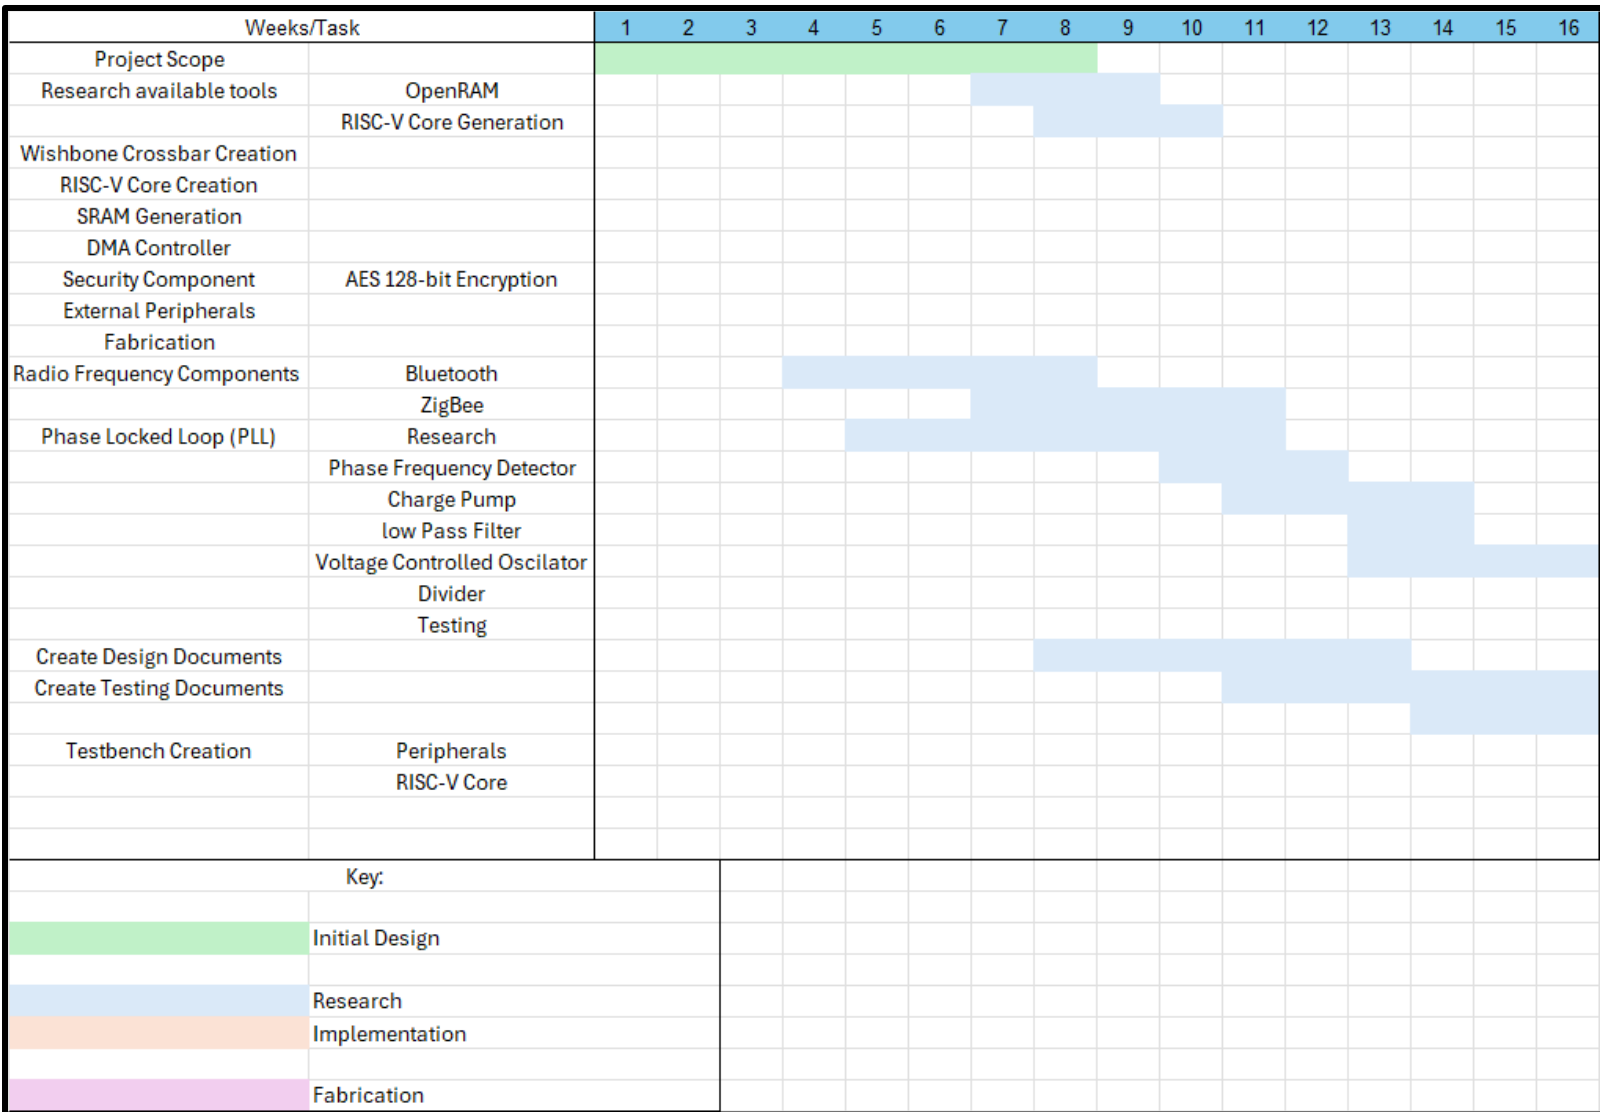 Weeks/Task 1 2 3 4 5 6 7 8 9 10 11 12 13 14 15 16
Project Scope
Research available tools OpenRAM
RISC-V Core Generation
Wishbone Crossbar Creation
RISC-V Core Creation
SRAM Generation
DMA Controller
Security Component AES 128-bit Encryption
External Peripherals
Fabrication
Radio Frequency Components Bluetooth
ZigBee
Phase Locked Loop (PLL) Research
Phase Frequency Detector
Charge Pump
low Pass Filter
Voltage Controlled Oscilator
Divider
Testing
Create Design Documents
Create Testing Documents
Testbench Creation Peripherals
RISC-V Core
Key:
Initial Design
Research
Implementation
Fabrication